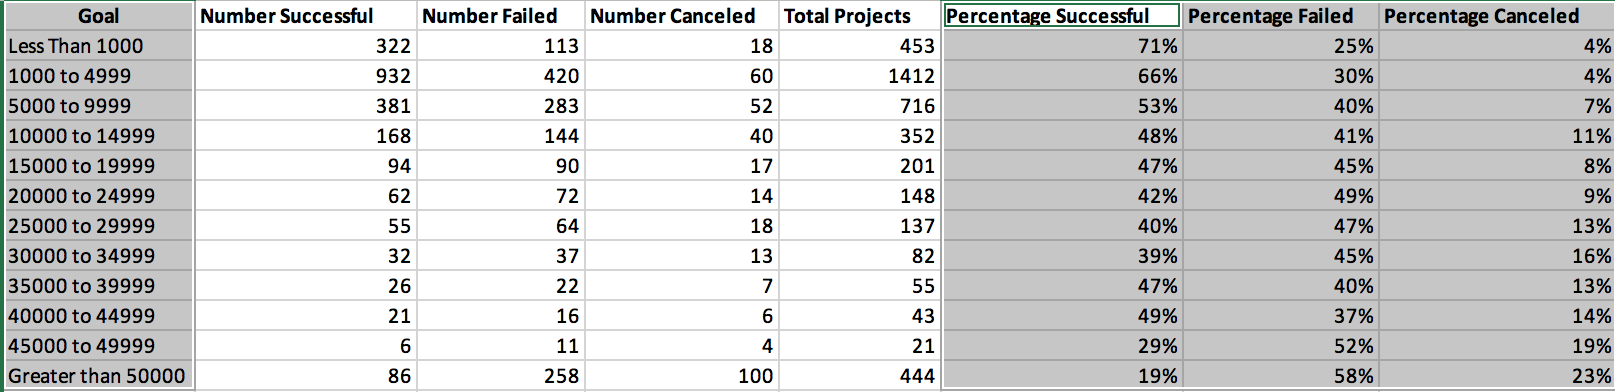 Goal Number Successful Number Failed Number Canceled Total Projects Percentage Successful Percentage Failed Percentage Canceled
Less Than 1000 322 113 18 453 71% 25% 4%
1000 to 4999 932 420 60 1412 66% 30% 4%
5000 to 9999 381 283 52 716 53% 40% 7%
10000 to 14999 168 144 40 352 48% 41% 11%
15000 to 19999 94 90 17 201 47% 45% 8%
20000 to 24999 62 72 14 148 42% 49% 9%
25000 to 29999 55 64 18 137 40% 47% 13%
30000 to 34999 32 37 13 82 39% 45% 16%
35000 to 39999 26 22 7 55 47% 40% 13%
40000 to 44999 21 16 6 43 49% 37% 14%
45000 to 49999 6 11 4 21 29% 52% 19%
Greater than 50000 86 258 100 444 19% 58% 23%